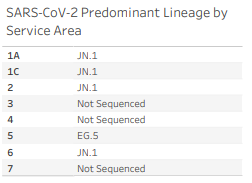 SARS-CoV-2 Predominant Lineage by
Service Area
1A JN.1
1C JN.1
2 JN.1
3 Not Sequenced
4 Not Sequenced
5 EG.5
6 JN.1
7 Not Sequenced